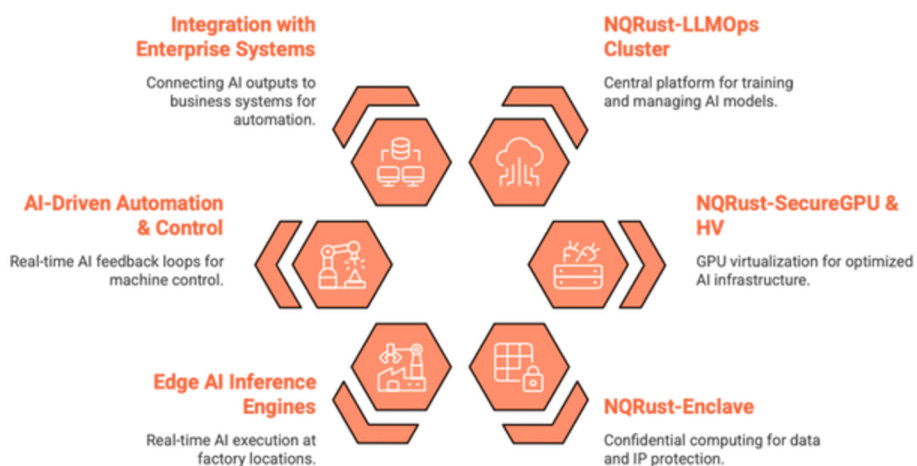 Integration with
Enterprise Systems
Connecting AI outputs to
business systems for
automation.
NQRust-LLMOps
Cluster
Central platform for training
and managing AI models.
AI-Driven Automation
& Control
Real-time AI feedback loops for
machine control.
NQRust-SecureGPU &
HV
GPU virtualization for optimized
AI infrastructure.
Edge AI Inference
Engines
Real-time AI execution at
factory locations.
NQRust-Enclave
Confidential computing for data
and IP protection.